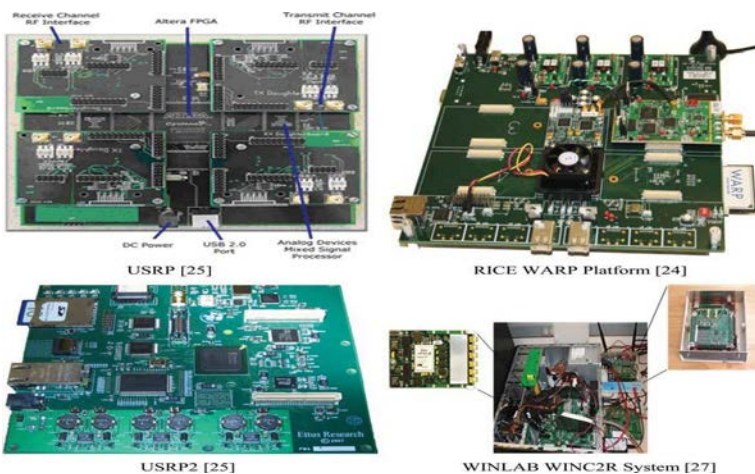 Receive Channel
RF Interface
Altera FPGA
Transmit Channel
RF Interface
DC Power
USB 2.0
Port
Analog Devices
Mixed Signal
Processor
USRP [25]
WARP
RICE WARP Platform [24]
Ettus Research
USRP2 [25]
WINLAB WINC2R System [27]